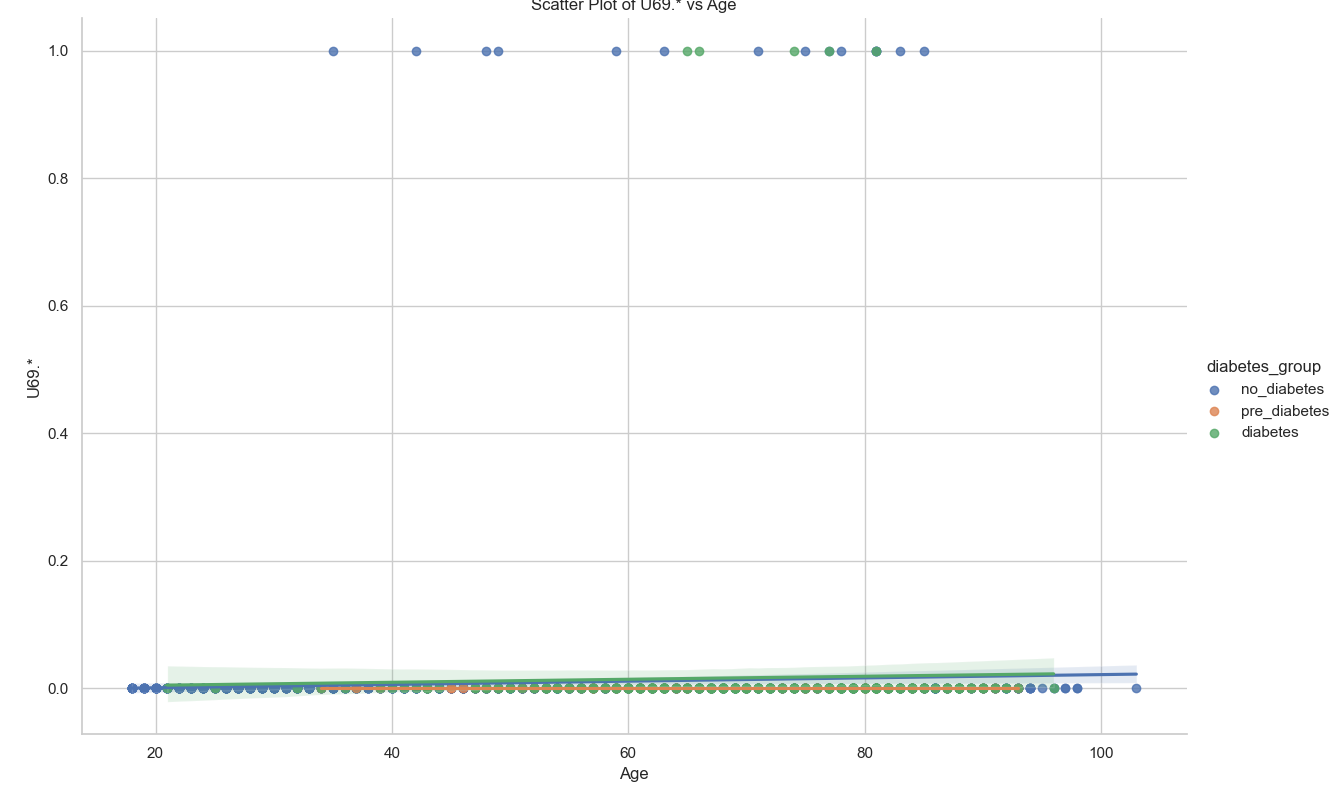 Scatter Plot of U69.* vs Age
1.0
0.8
0.6
0.4
0.2
0.0
U69.*
20 40 60 80 100
Age
diabetes_group
no_diabetes
pre_diabetes
diabetes